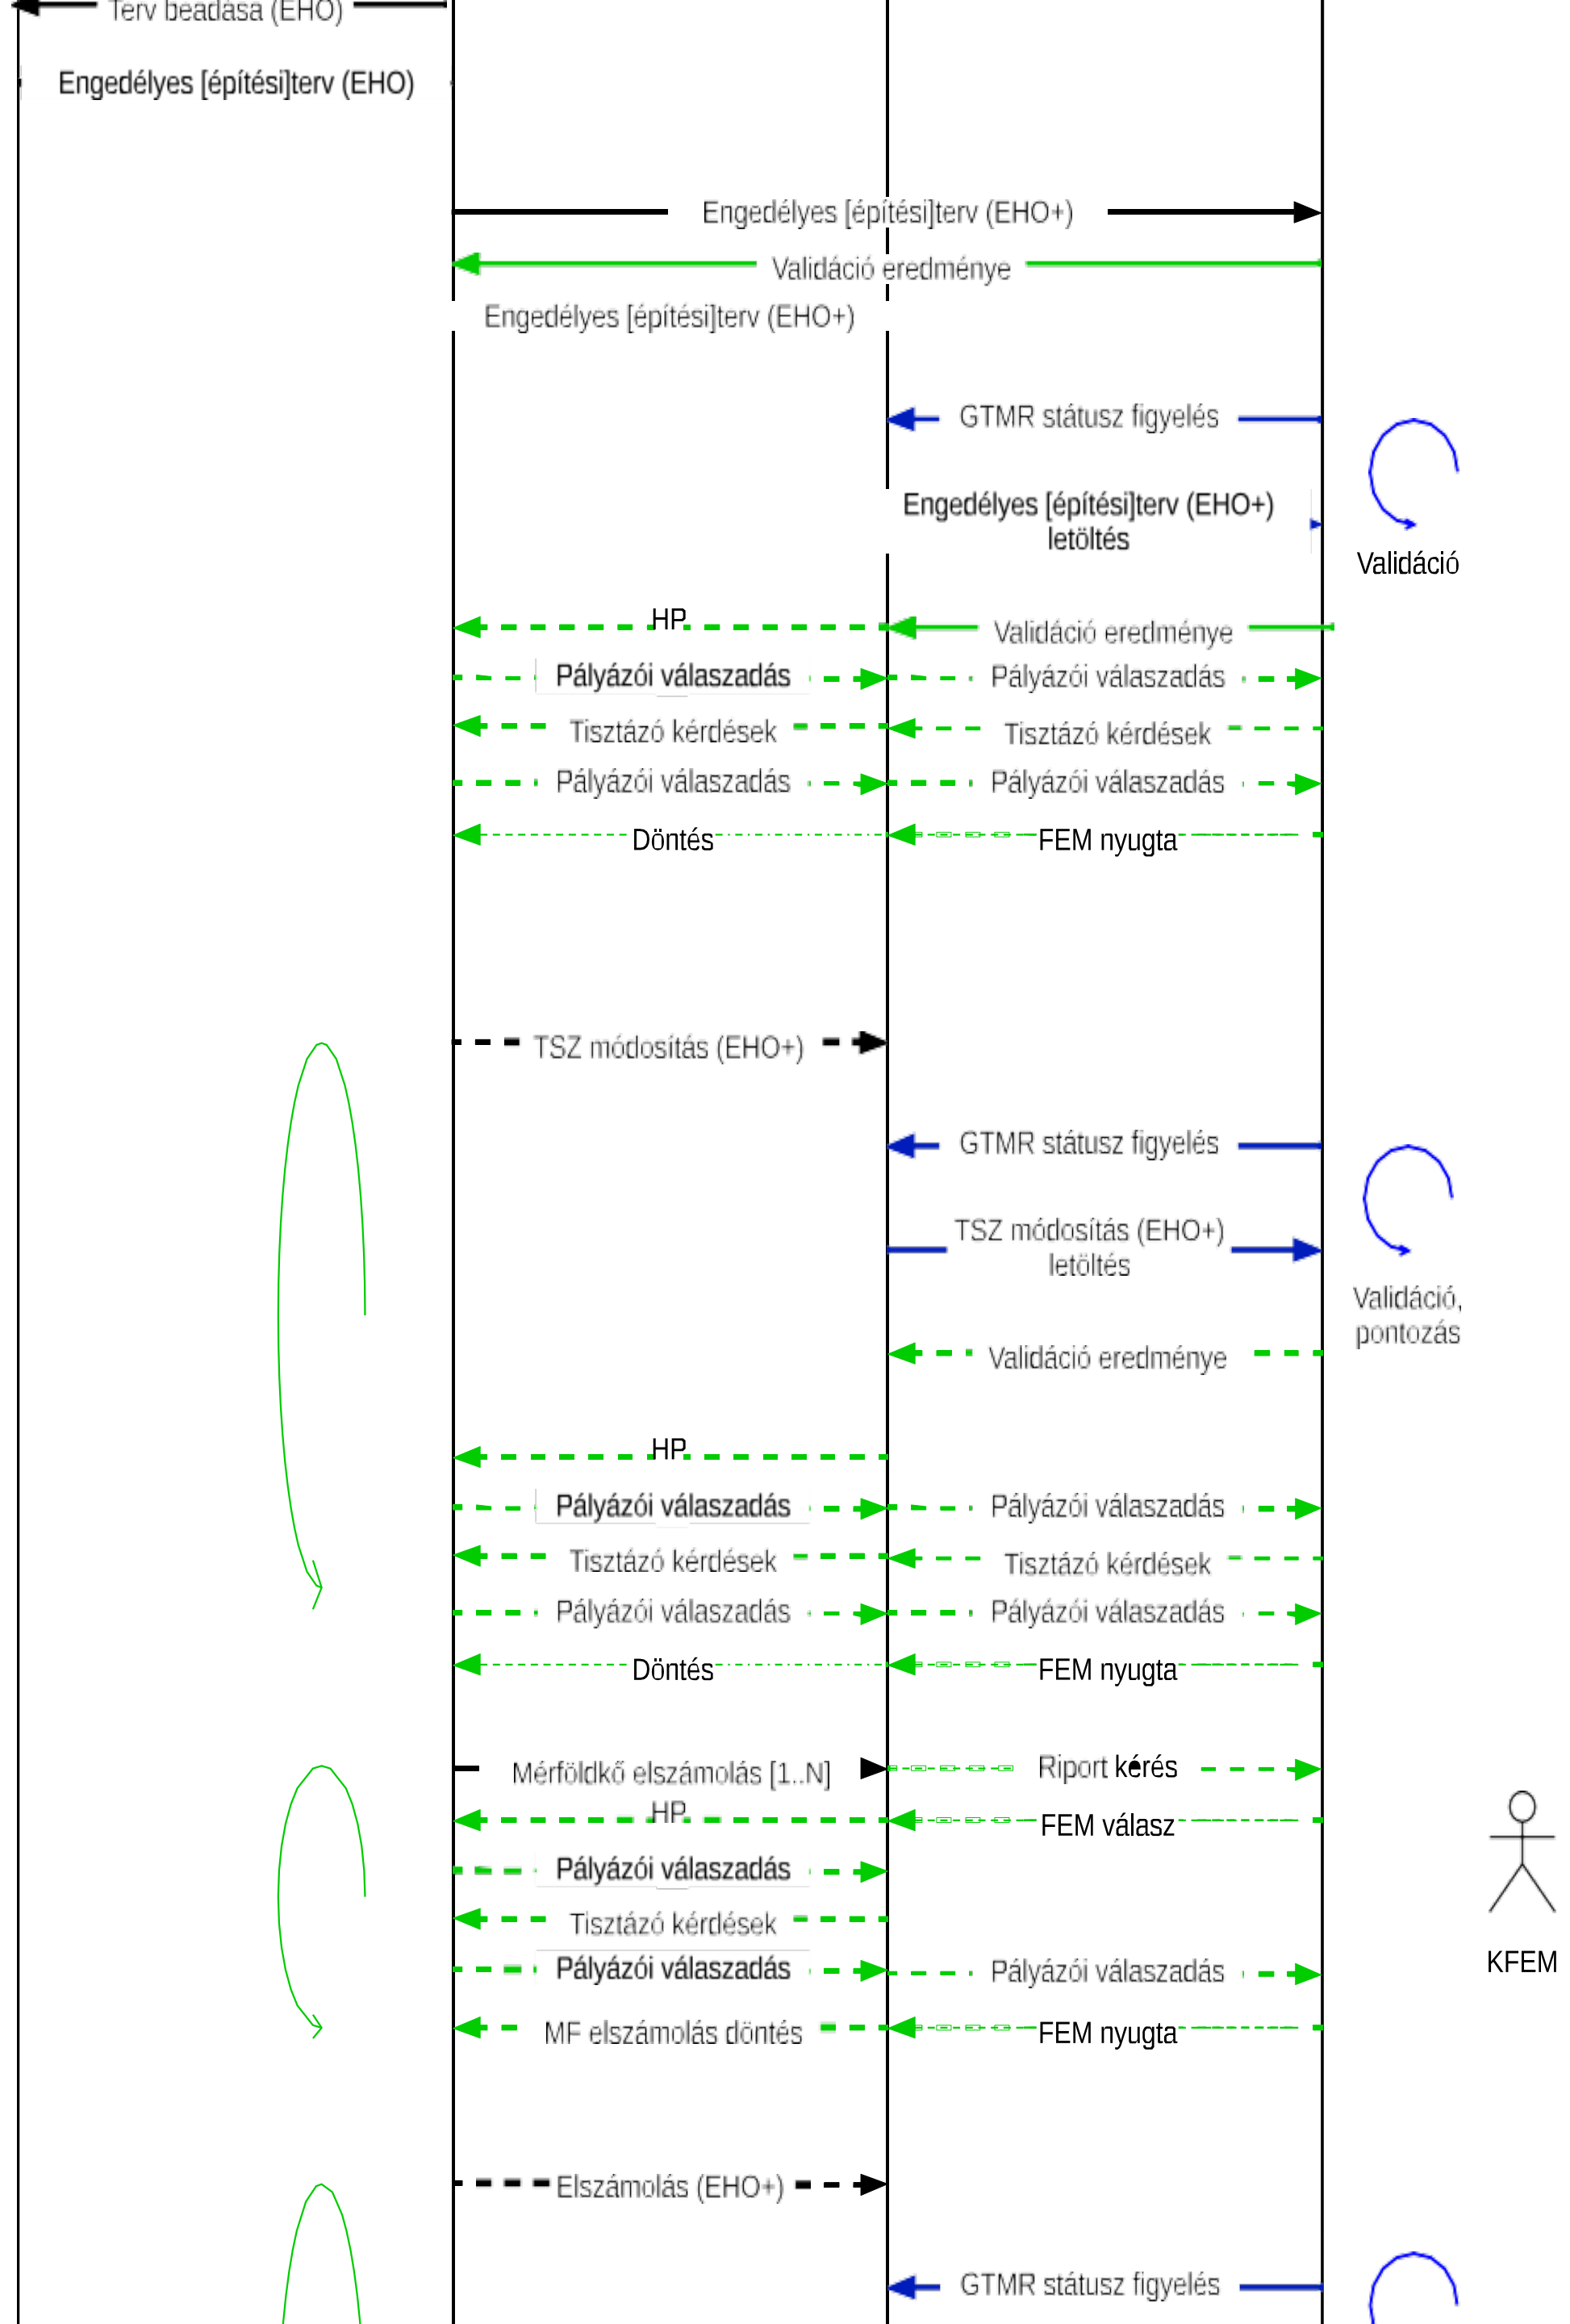 Terv beadása (EHO)
Engedélyes [építési]terv (EHO)
Engedélyes [építési]terv (EHO+)
Validáció eredménye
Engedélyes [építési]terv (EHO+)
GTMR státusz figyelés
Engedélyes [építési]terv (EHO+)
letöltés
Validáció
HP
Validáció eredménye
Pályázói válaszadás
Pályázói válaszadás
Tisztázó kérdések
Tisztázó kérdések
Pályázói válaszadás
Pályázói válaszadás
Döntés
FEM nyugta
TSZ módosítás (EHO+)
GTMR státusz figyelés
TSZ módosítás (EHO+)
letöltés
Validáció,
pontozás
Validáció eredménye
HP
Pályázói válaszadás
Pályázói válaszadás
Tisztázó kérdések
Tisztázó kérdések
Pályázói válaszadás
Pályázói válaszadás
Döntés
FEM nyugta
Mérföldkő elszámolás [1..N]
Riport kérés
HP
FEM válasz
Pályázói válaszadás
Tisztázó kérdések
Pályázói válaszadás
Pályázói válaszadás
KFEM
MF elszámolás döntés
FEM nyugta
Elszámolás (EHO+)
GTMR státusz figyelés